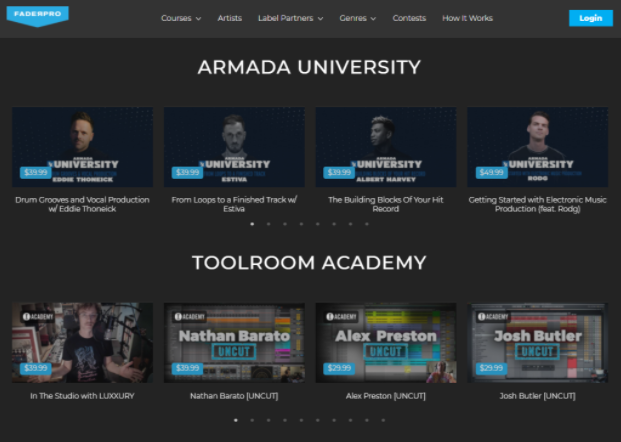 FADERPRO
Courses Artists Label Partners Genres Contests How It Works Login
ARMADA UNIVERSITY
ARMADA
UNIVERSITY
EDDIE THONEICK
$39.99
Drum Grooves and Vocal Production
w/ Eddie Thoneick
ARMADA
UNIVERSITY
ESTIVA
$39.99
From Loops to a Finished Track w/
Estiva
ARMADA
UNIVERSITY
ALBERT HARVEY
$39.99
The Building Blocks Of Your Hit
Record
ARMADA
UNIVERSITY
RODG
$49.99
Getting Started with Electronic Music
Production (feat. Rodg)
TOOLROOM ACADEMY
ACADEMY
$39.99
In The Studio with LUXXURY
ACADEMY
Nathan Barato
UNCUT
$39.99
Nathan Barato [UNCUT]
ACADEMY
Alex Preston
UNCUT
$29.99
Alex Preston [UNCUT]
ACADEMY
Josh Butler
UNCUT
$29.99
Josh Butler [UNCUT]